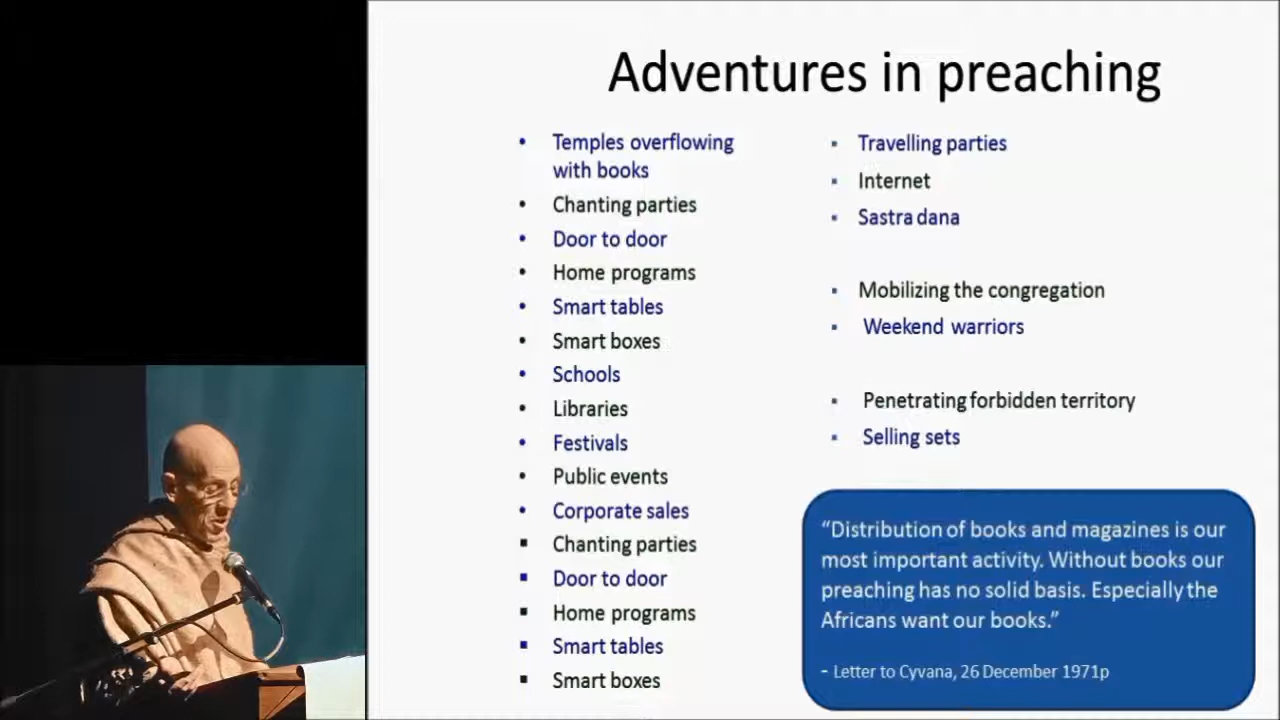 Adventures in preaching
Temples overflowing
with books
Chanting parties
Door to door
Home programs
Smart tables
Smart boxes
Schools
Libraries
Festivals
Public events
Corporate sales
Chanting parties
Door to door
Home programs
Smart tables
Smart boxes
Travelling parties
Internet
Sastra dana
Mobilizing the congregation
Weekend warriors
Penetrating forbidden territory
Selling sets
“Distribution of books and magazines is our
most important activity. Without books our
preaching has no solid basis. Especially the
Africans want our books.”
- Letter to Cyvana, 26 December 1971p